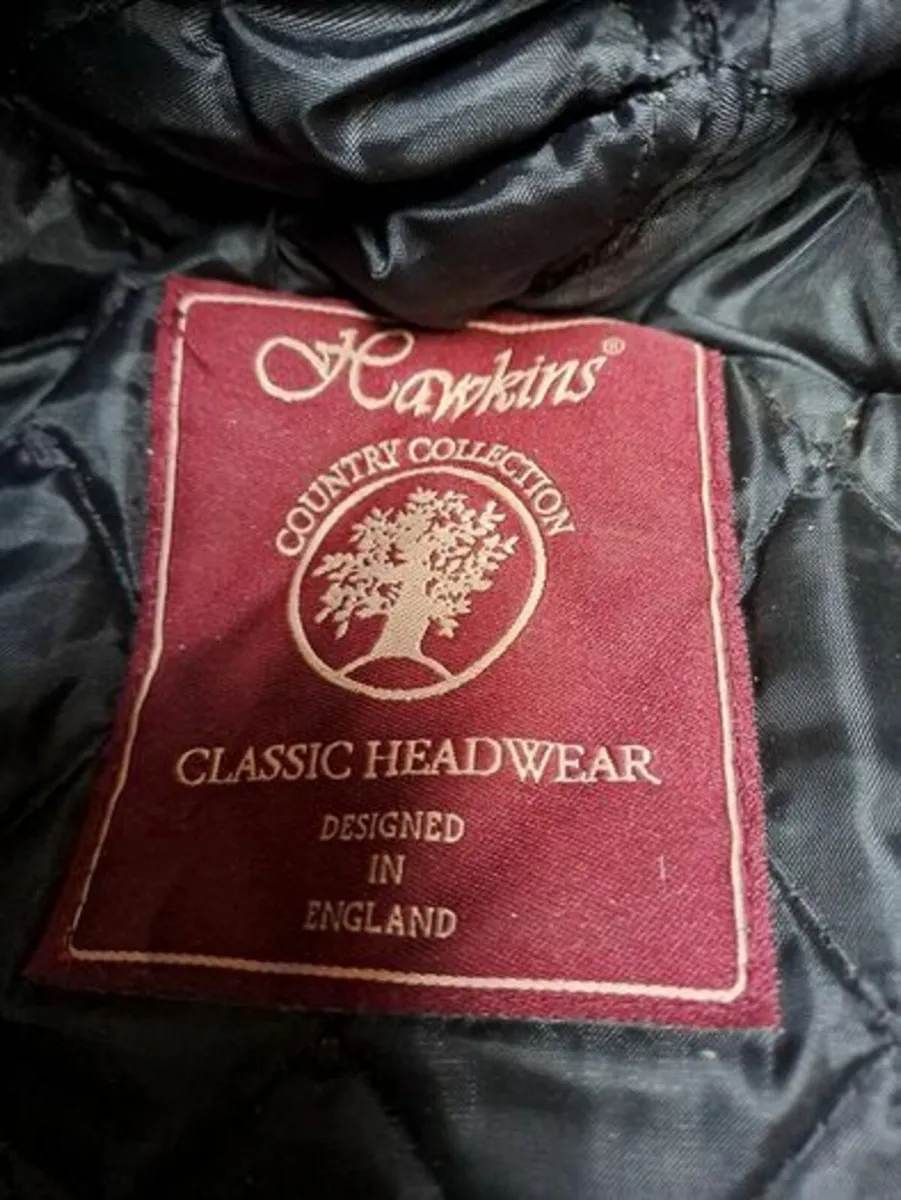 Hawkins®
COUNTRY COLLECTION
CLASSIC HEADWEAR
DESIGNED
IN
ENGLAND